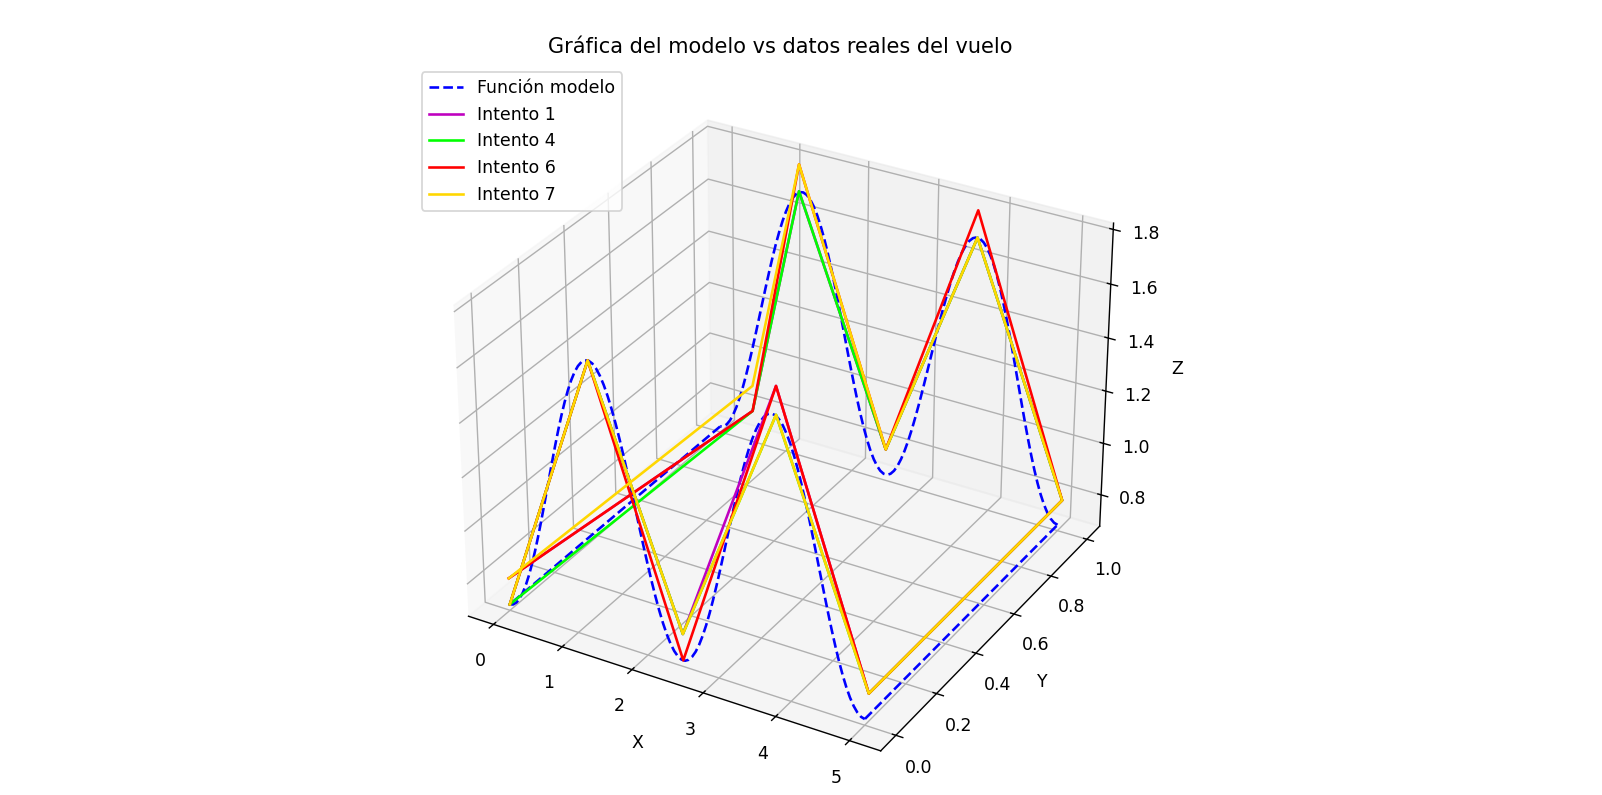 Gráfica del modelo vs datos reales del vuelo
Función modelo
Intento 1
Intento 4
Intento 6
Intento 7
1.8
1.6
1.4
Z
1.2
1.0
0.8
0
1
2
3
4
5
X
0.0
0.2
0.4
0.6
0.8
1.0
Y